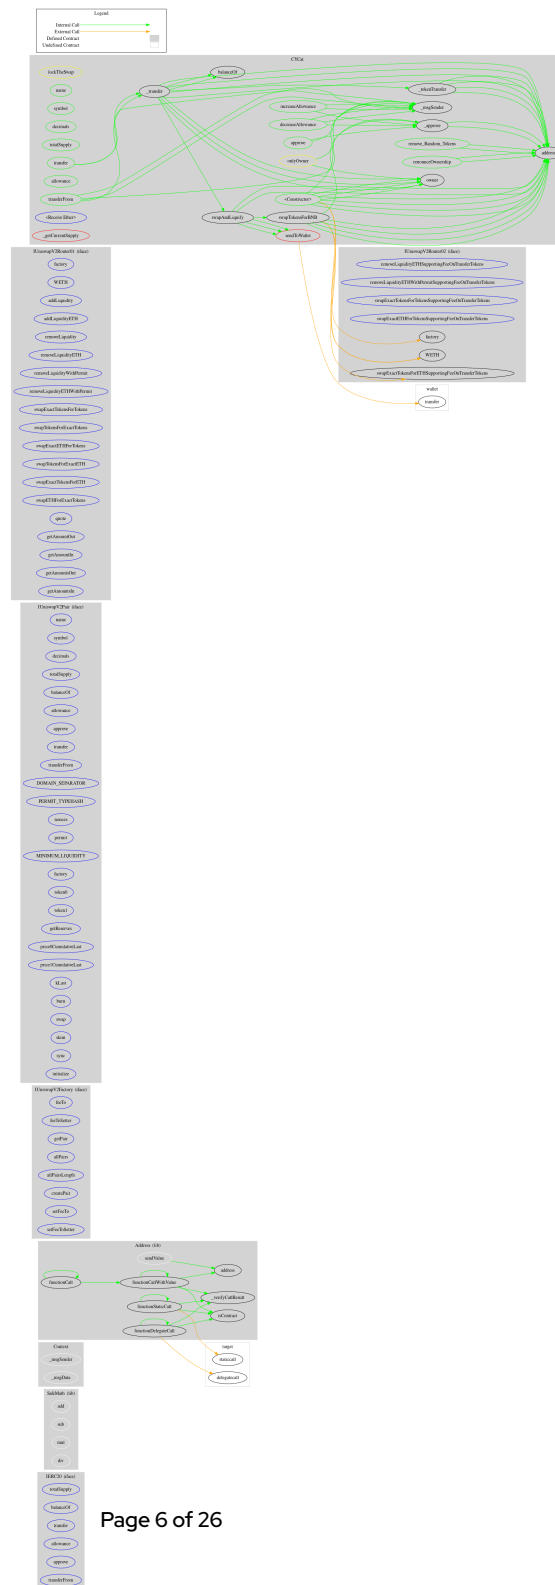 Legend
Internal Call
External Call
Defined Contract
Undefined Contract
CYCat
lockTheSwap
name
symbol
decimals
totalSupply
transfer
allowance
transferFrom
<Receive Ether>
_getCurrentSupply
_transfer
balanceOf
increaseAllowance
decreaseAllowance
approve
onlyOwner
<Constructor>
swapAndLiquify
swapTokensForBNB
sendToWallet
_tokenTransfer
_msgSender
_approve
remove_Random_Tokens
renounceOwnership
owner
address
IUniswapV2Router01 (iface)
factory
WETH
addLiquidity
addLiquidityETH
removeLiquidity
removeLiquidityETH
removeLiquidityWithPermit
removeLiquidityETHWithPermit
swapExactTokensForTokens
swapTokensForExactTokens
swapExactETHForTokens
swapTokensForExactETH
swapExactTokensForETH
swapETHForExactTokens
quote
getAmountOut
getAmountIn
getAmountsOut
getAmountsIn
IUniswapV2Router02 (iface)
removeLiquidityETHSupportingFeeOnTransferTokens
removeLiquidityETHWithPermitSupportingFeeOnTransferTokens
swapExactTokensForTokensSupportingFeeOnTransferTokens
swapExactETHForTokensSupportingFeeOnTransferTokens
factory
WETH
swapExactTokensForETHSupportingFeeOnTransferTokens
wallet
transfer
IUniswapV2Pair (iface)
name
symbol
decimals
totalSupply
balanceOf
allowance
approve
transfer
transferFrom
DOMAIN_SEPARATOR
PERMIT_TYPEHASH
nonces
permit
MINIMUM_LIQUIDITY
factory
token0
token1
getReserves
price0CumulativeLast
price1CumulativeLast
kLast
burn
swap
skim
sync
initialize
IUniswapV2Factory (iface)
feeTo
feeToSetter
getPair
allPairs
allPairsLength
createPair
setFeeTo
setFeeToSetter
Address (lib)
sendValue
functionCall
functionCallWithValue
functionStaticCall
functionDelegateCall
address
_verifyCallResult
isContract
Context
_msgSender
_msgData
target
staticcall
delegatecall
SafeMath (lib)
add
sub
mul
div
IERC20 (iface)
totalSupply
balanceOf
transfer
allowance
approve
transferFrom
Page 6 of 26